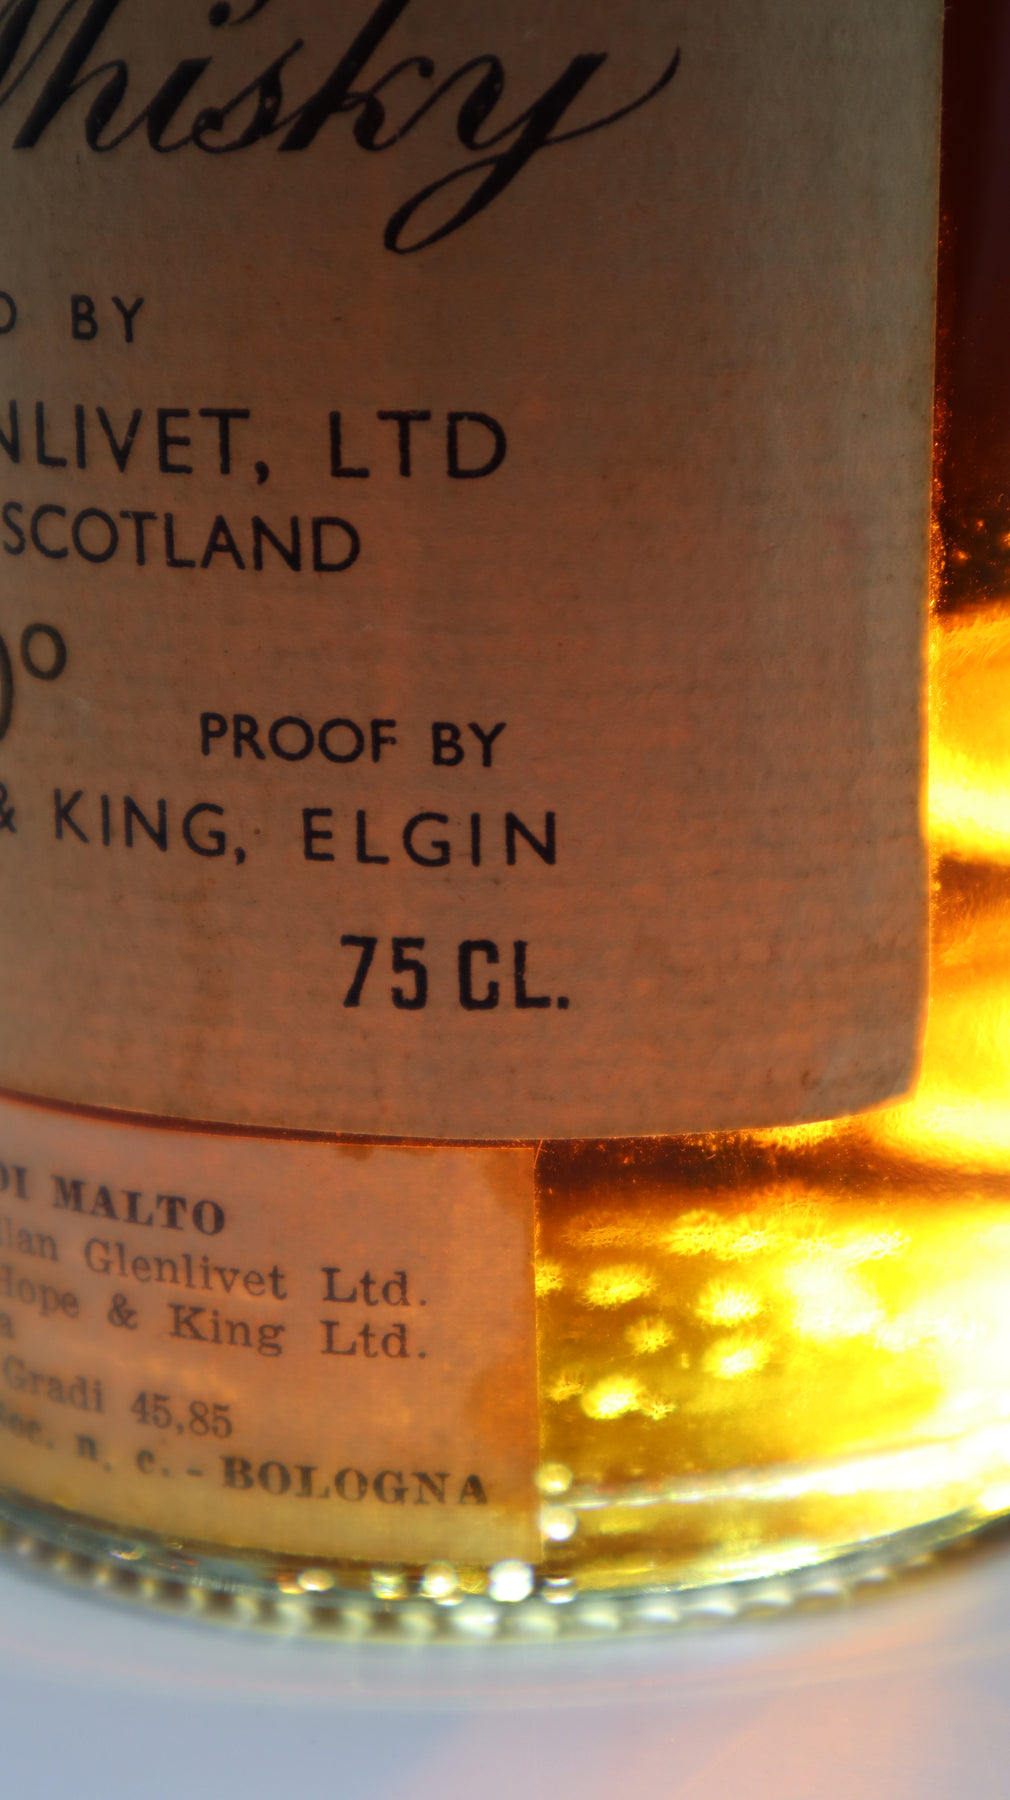 Whisky
D BY
NLIVET, LTD
SCOTLAND
0º
PROOF BY
& KING, ELGIN
75 CL.
DI MALTO
llan Glenlivet Ltd.
Hope & King Ltd.
a
Gradi 45,85
n. c. - BOLOGNA